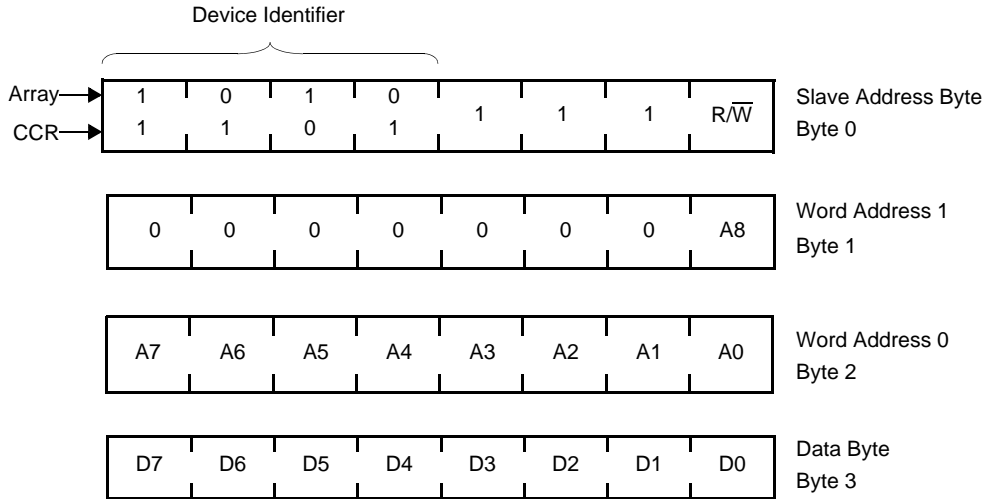 Device Identifier
Array 1 0 1 0 1 1 1 R/W̅ Slave Address Byte
CCR 1 1 0 1 Byte 0
0 0 0 0 0 0 0 A8 Word Address 1
Byte 1
A7 A6 A5 A4 A3 A2 A1 A0 Word Address 0
Byte 2
D7 D6 D5 D4 D3 D2 D1 D0 Data Byte
Byte 3